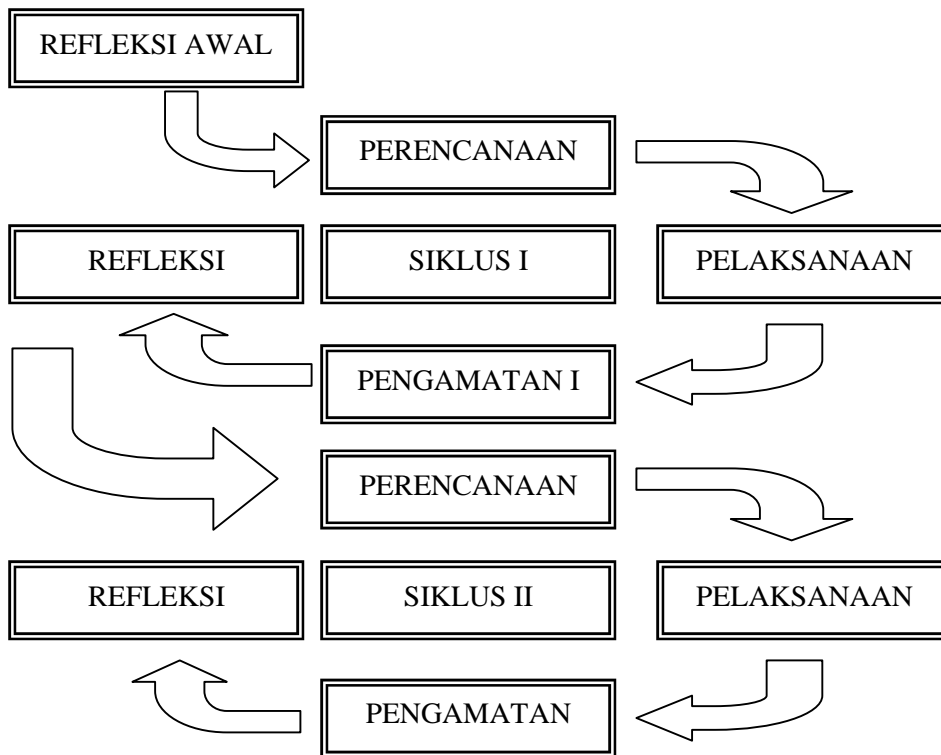 REFLEKSI AWAL
PERENCANAAN
REFLEKSI
SIKLUS I
PELAKSANAAN
PENGAMATAN I
PERENCANAAN
REFLEKSI
SIKLUS II
PELAKSANAAN
PENGAMATAN